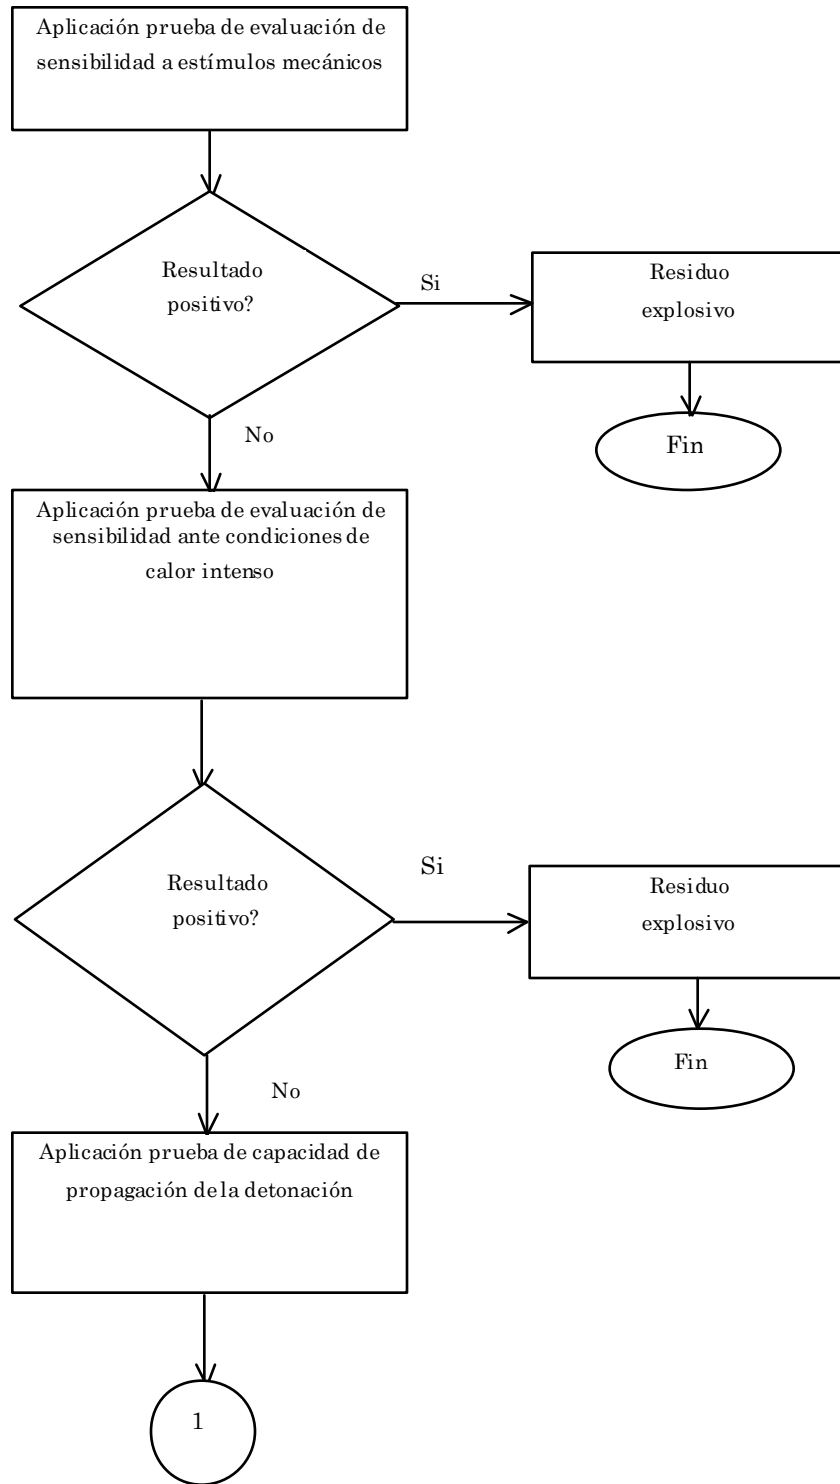 Aplicación prueba de evaluación de
sensibilidad a estímulos mecánicos
Resultado
positivo?
Si
Residuo
explosivo
Fin
No
Aplicación prueba de evaluación de
sensibilidad ante condiciones de
calor intenso
Resultado
positivo?
Si
Residuo
explosivo
Fin
No
Aplicación prueba de capacidad de
propagación de la detonación
1